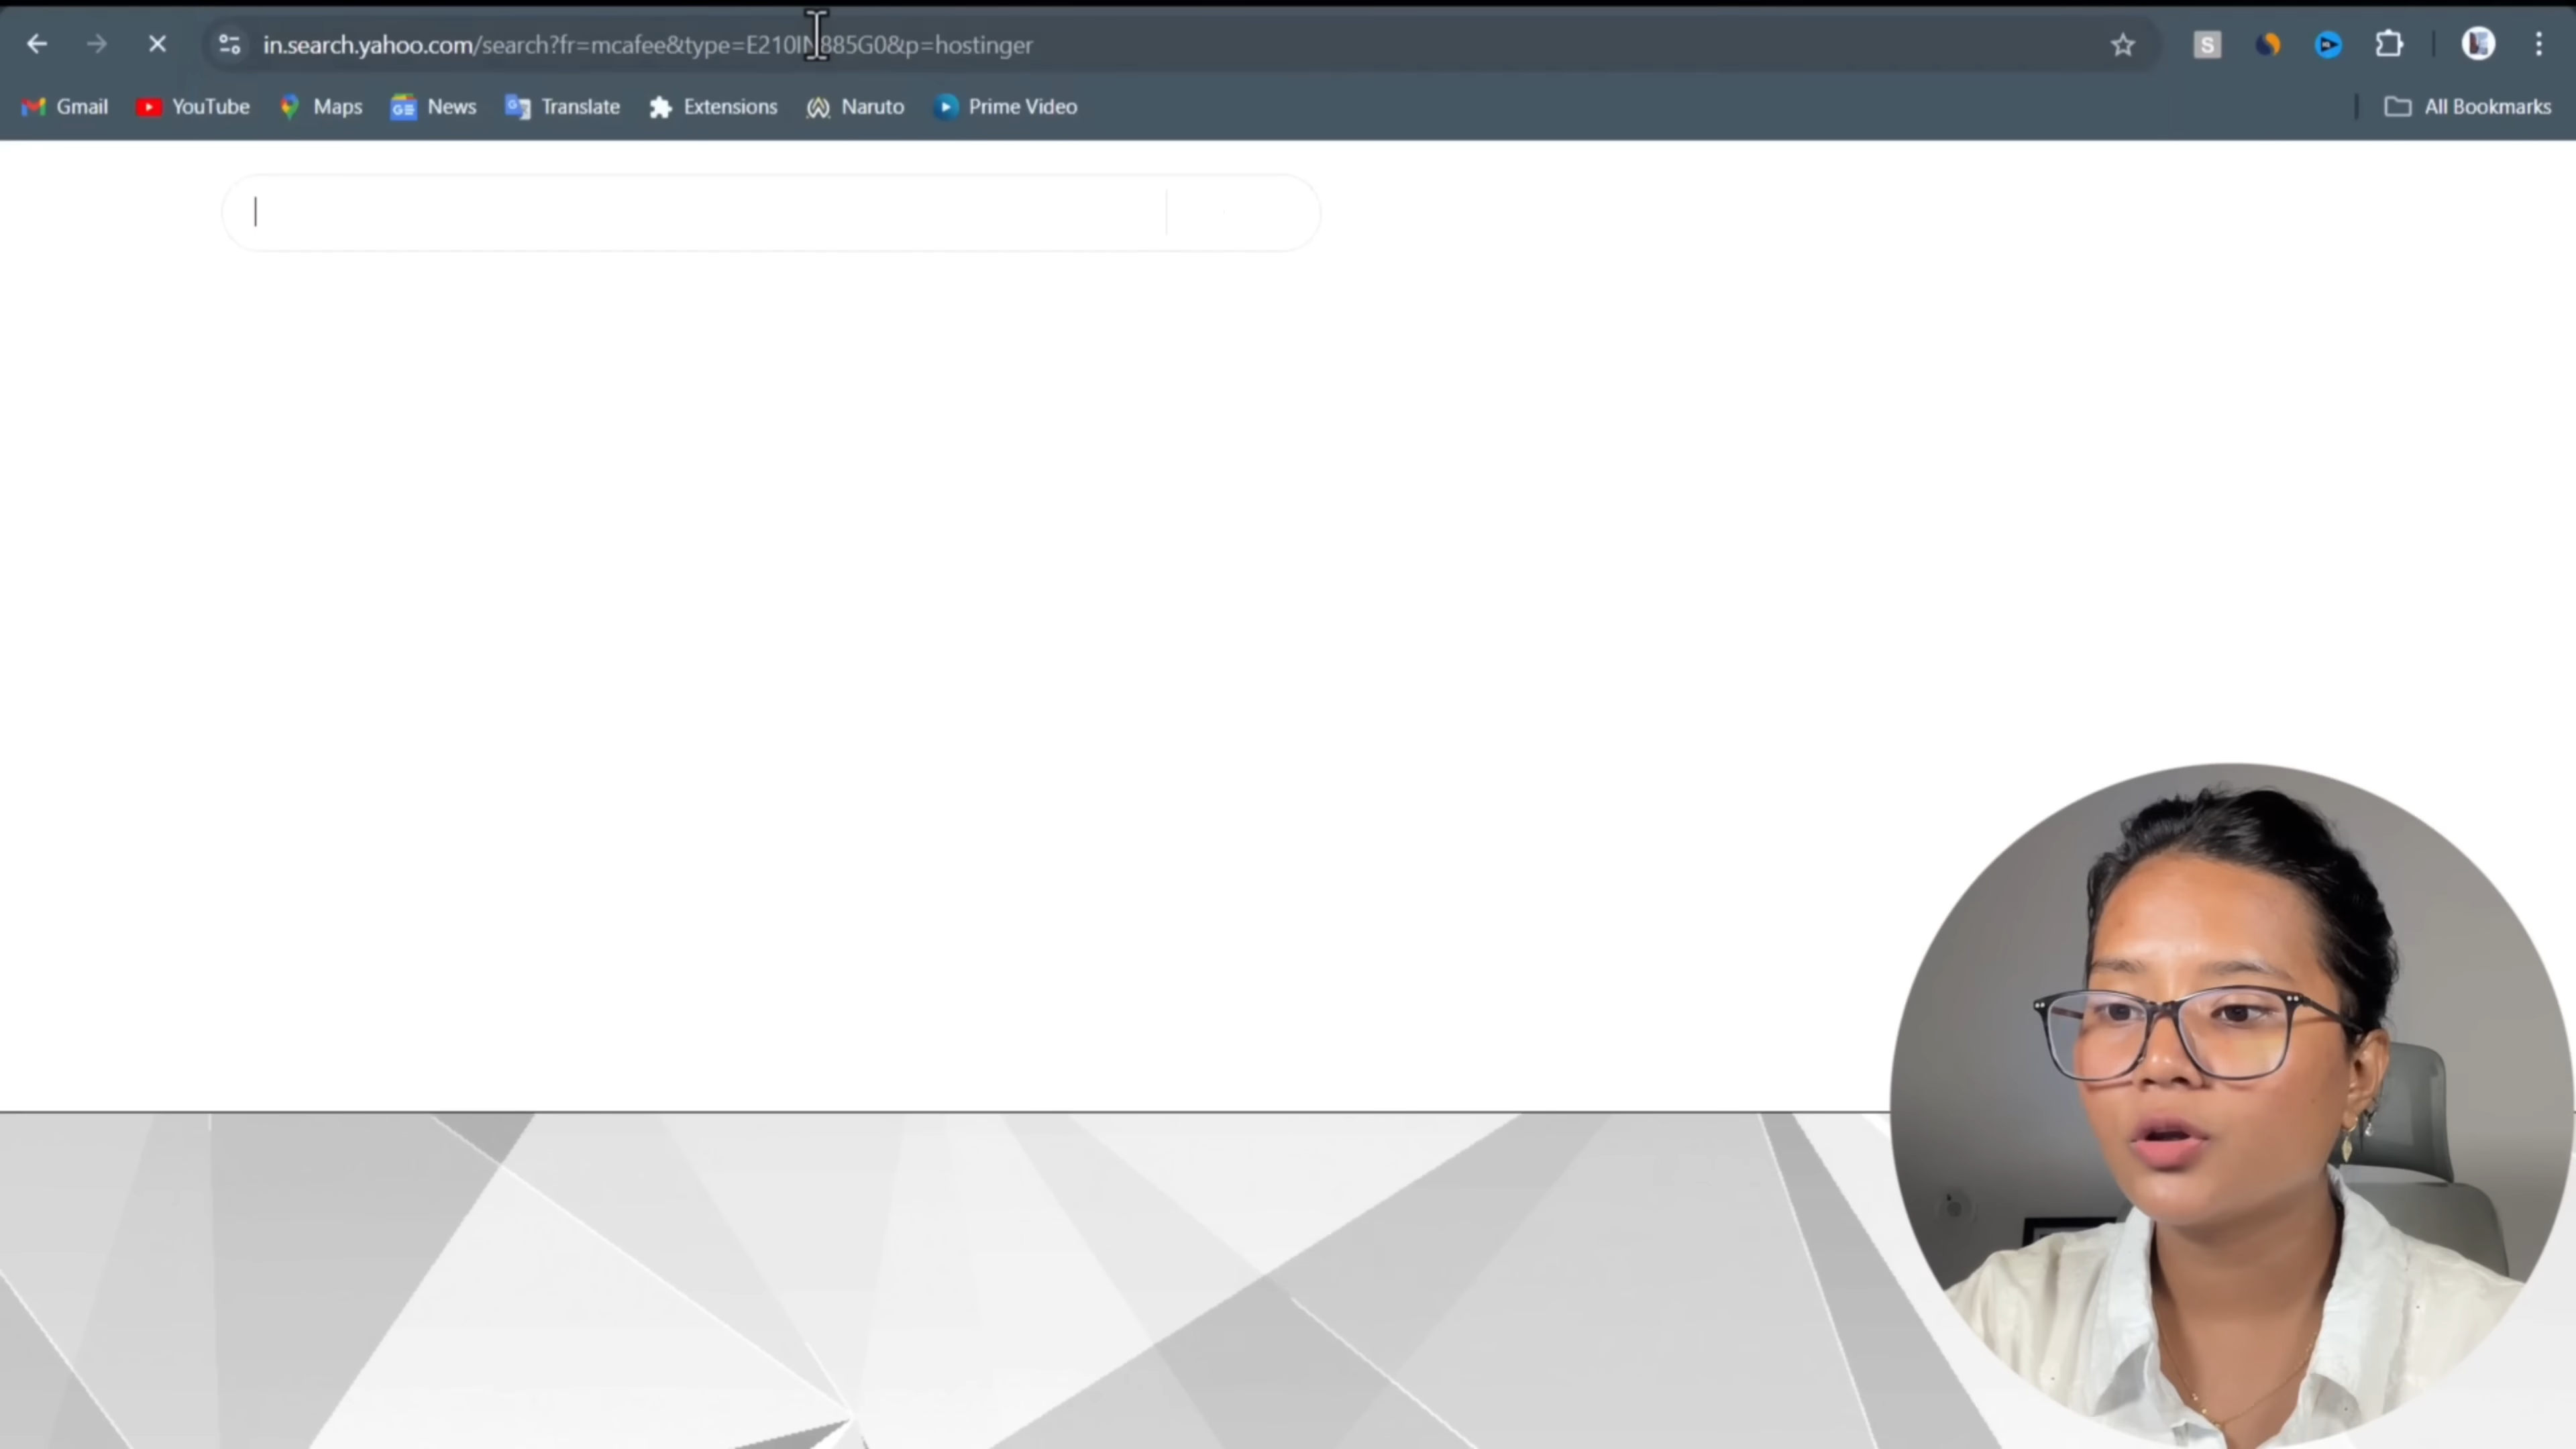 in.search.yahoo.com/search?fr=mcafee&type=E210IN885G0&p=hostinger
Gmail YouTube Maps News Translate Extensions Naruto Prime Video All Bookmarks